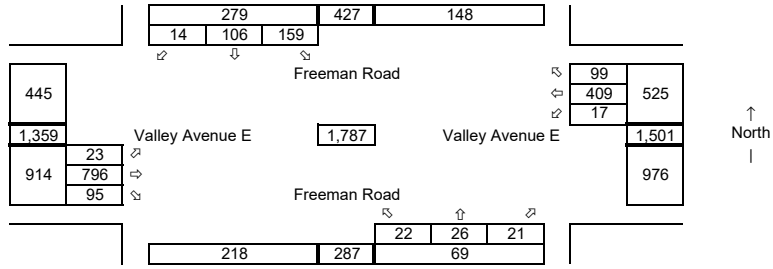 279 427 148
14 106 159
⬃ ⇩ ⬂
Freeman Road
⬁ 99
445 ⇦ 409 525
⬃ 17 ↑
1,359 Valley Avenue E 1,787 Valley Avenue E 1,501 North
23 ⬀ |
914 796 ⇨ 976
95 ⬂
Freeman Road
⬁ ⇧ ⬀
22 26 21
218 287 69